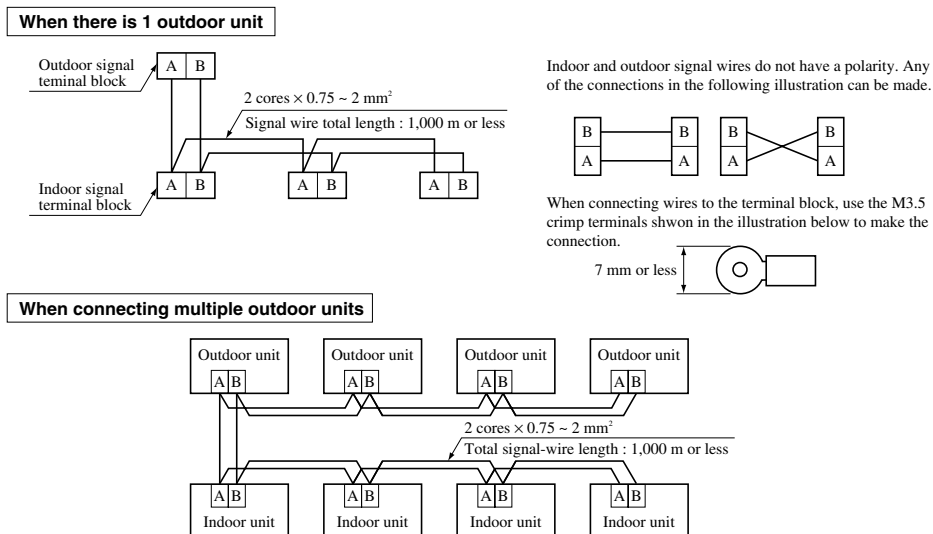 When there is 1 outdoor unit
Outdoor signal
teminal block
A B
2 cores × 0.75 ~ 2 mm²
Signal wire total length : 1,000 m or less
Indoor signal
terminal block
A B
A B
A B
Indoor and outdoor signal wires do not have a polarity. Any
of the connections in the following illustration can be made.
B B B B
A A A A
When connecting wires to the terminal block, use the M3.5
crimp terminals shwon in the illustration below to make the
connection.
7 mm or less
When connecting multiple outdoor units
Outdoor unit Outdoor unit Outdoor unit Outdoor unit
A B A B A B A B
2 cores × 0.75 ~ 2 mm²
Total signal-wire length : 1,000 m or less
A B A B A B A B
Indoor unit Indoor unit Indoor unit Indoor unit